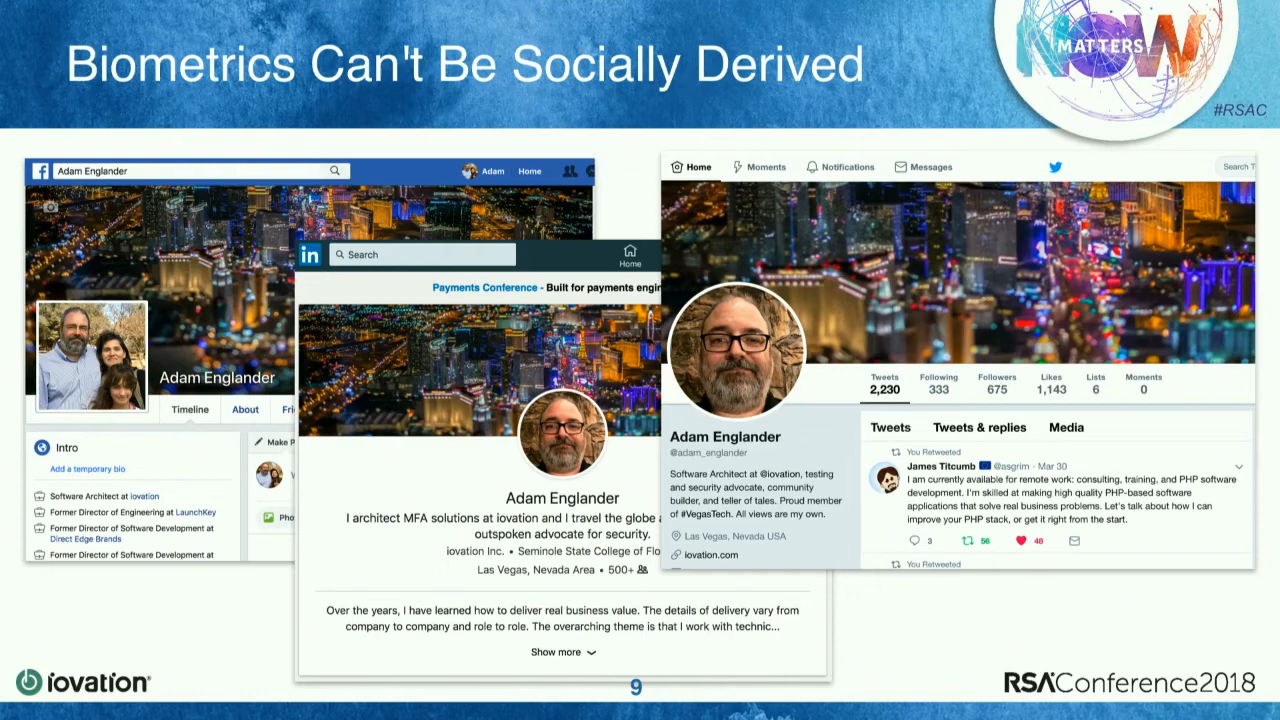 Biometrics Can't Be Socially Derived
NOW
MATTERS
#RSAC
Adam Englander
Adam
Home
Adam Englander
Timeline
About
Intro
Add a temporary bio
Software Architect at iovation
Former Director of Engineering at LaunchKey
Former Director of Software Development at
Direct Edge Brands
Former Director of Software Development at
Make P
Pho
in
Search
Home
Payments Conference - Built for payments engin
Adam Englander
I architect MFA solutions at iovation and I travel the globe a
outspoken advocate for security.
iovation Inc. • Seminole State College of Flo
Las Vegas, Nevada Area • 500+
Over the years, I have learned how to deliver real business value. The details of delivery vary from
company to company and role to role. The overarching theme is that I work with technic...
Show more
Home
Moments
Notifications
Messages
Search T
Tweets
2,230
Following
333
Followers
675
Likes
1,143
Lists
6
Moments
0
Adam Englander
@adam_englander
Software Architect at @iovation, testing
and security advocate, community
builder, and teller of tales. Proud member
of #VegasTech. All views are my own.
Las Vegas, Nevada USA
iovation.com
Tweets
Tweets & replies
Media
You Retweeted
James Titcumb @asgrim · Mar 30
I am currently available for remote work: consulting, training, and PHP software
development. I'm skilled at making high quality PHP-based software
applications that solve real business problems. Let's talk about how I can
improve your PHP stack, or get it right from the start.
3
56
48
You Retweeted
iovation
9
RSAConference2018